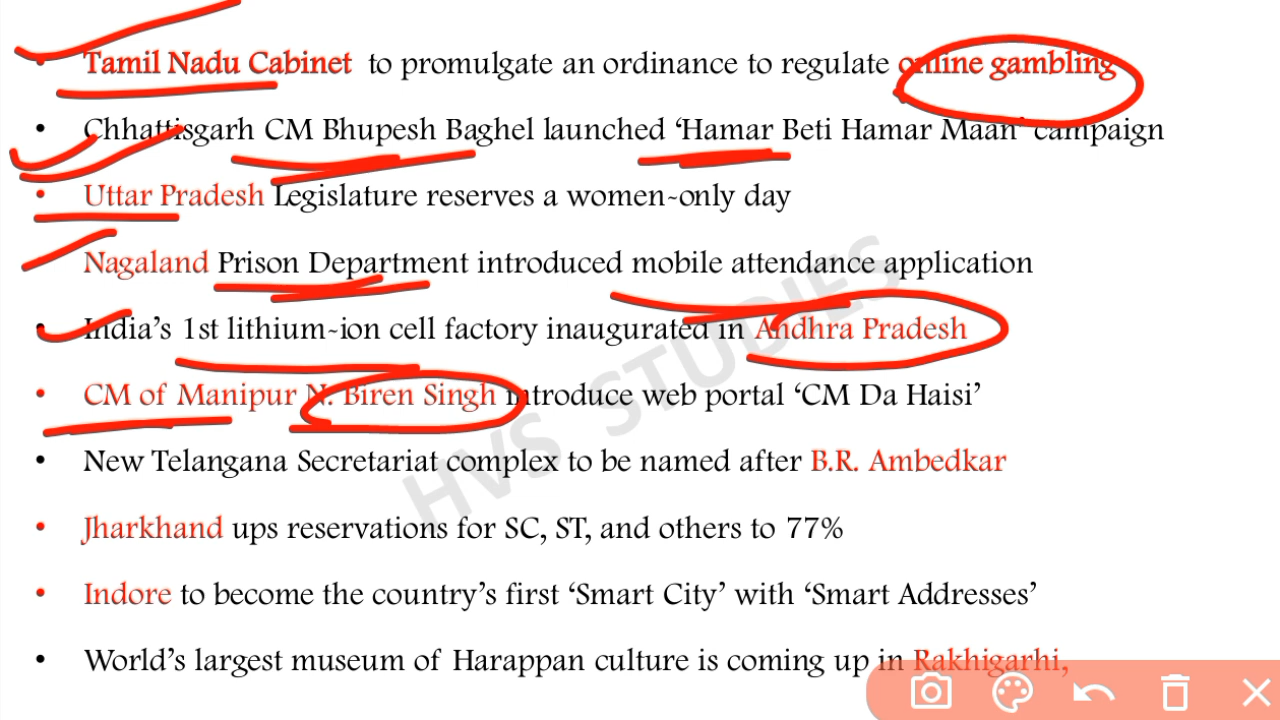 • Tamil Nadu Cabinet to promulgate an ordinance to regulate online gambling
• Chhattisgarh CM Bhupesh Baghel launched ‘Hamar Beti Hamar Maan’ campaign
• Uttar Pradesh Legislature reserves a women-only day
Nagaland Prison Department introduced mobile attendance application
• India’s 1st lithium-ion cell factory inaugurated in Andhra Pradesh
• CM of Manipur N. Biren Singh introduce web portal ‘CM Da Haisi’
• New Telangana Secretariat complex to be named after B.R. Ambedkar
• Jharkhand ups reservations for SC, ST, and others to 77%
• Indore to become the country’s first ‘Smart City’ with ‘Smart Addresses’
• World’s largest museum of Harappan culture is coming up in Rakhigarhi,
HVS STUDIES